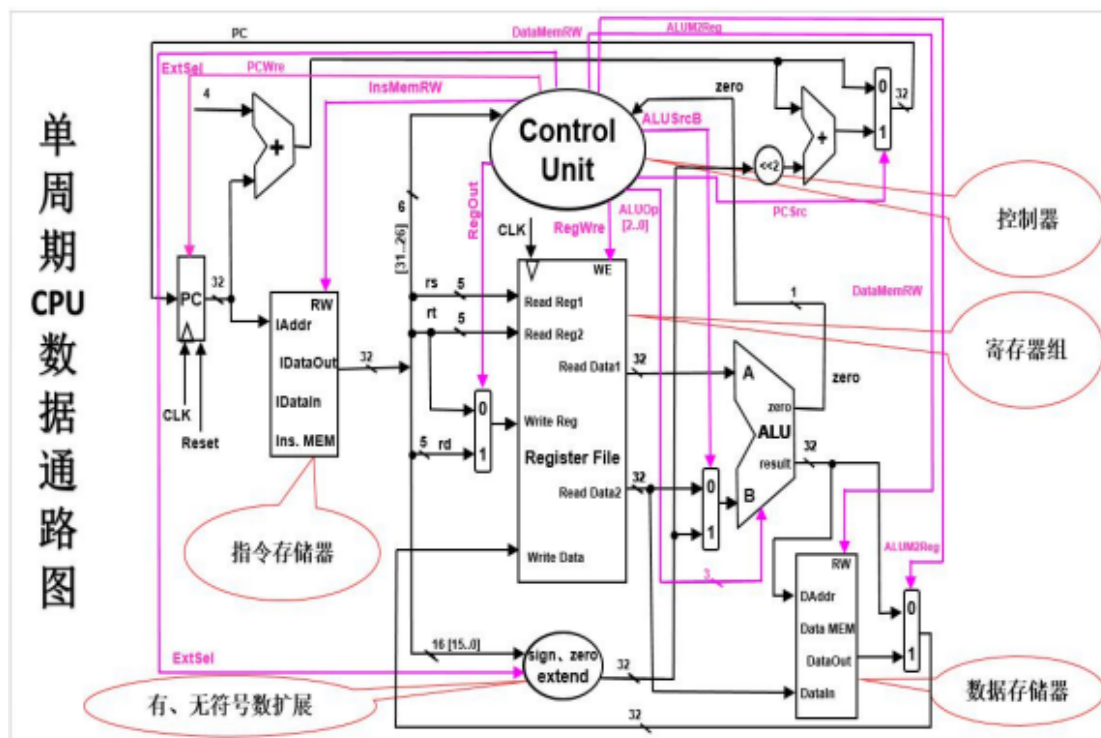 单
周
期
CPU
数
据
通
路
图
PC
DataMemRW
ALUM2Reg
ExtSel
PCWre
InsMemRW
zero
4
+
Control
Unit
ALUSrcB
+
0
1
32
<<2
6
[31..26]
RegOut
CLK
RegWre
ALUOp
[2..0]
PCSrc
控制器
PC
32
RW
IAddr
IDataOut
IDataIn
Ins. MEM
32
CLK
Reset
rs
5
rt
5
5
rd
0
1
WE
Read Reg1
Read Reg2
Read Data1
Write Reg
Register File
Read Data2
Write Data
32
32
1
DataMemRW
寄存器组
A
zero
ALU
result
B
zero
32
0
1
3
指令存储器
RW
DAddr
Data MEM
DataOut
DataIn
ALUM2Reg
0
1
ExtSel
16 [15..0]
sign、zero
extend
32
有、无符号数扩展
32
数据存储器